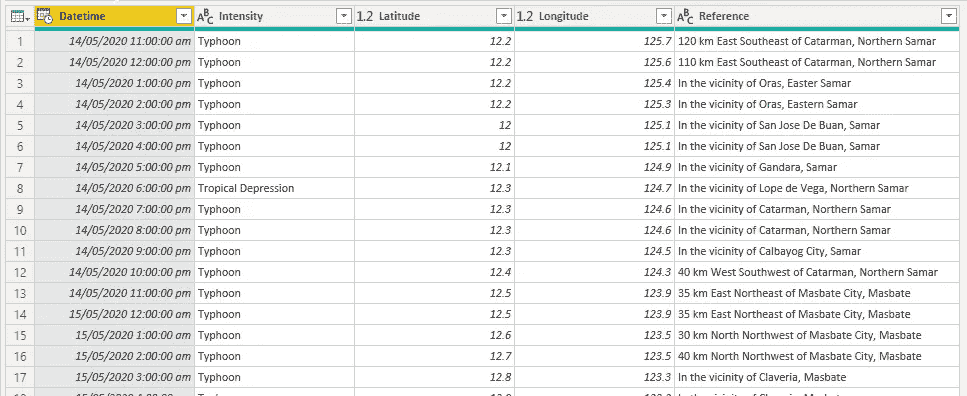 Datetime ABC Intensity 1.2 Latitude 1.2 Longitude ABC Reference
1 14/05/2020 11:00:00 am Typhoon 12.2 125.7 120 km East Southeast of Catarman, Northern Samar
2 14/05/2020 12:00:00 pm Typhoon 12.2 125.6 110 km East Southeast of Catarman, Northern Samar
3 14/05/2020 1:00:00 pm Typhoon 12.2 125.4 In the vicinity of Oras, Easter Samar
4 14/05/2020 2:00:00 pm Typhoon 12.2 125.3 In the vicinity of Oras, Eastern Samar
5 14/05/2020 3:00:00 pm Typhoon 12 125.1 In the vicinity of San Jose De Buan, Samar
6 14/05/2020 4:00:00 pm Typhoon 12 125.1 In the vicinity of San Jose De Buan, Samar
7 14/05/2020 5:00:00 pm Typhoon 12.1 124.9 In the vicinity of Gandara, Samar
8 14/05/2020 6:00:00 pm Tropical Depression 12.3 124.7 In the vicinity of Lope de Vega, Northern Samar
9 14/05/2020 7:00:00 pm Typhoon 12.3 124.6 In the vicinity of Catarman, Northern Samar
10 14/05/2020 8:00:00 pm Typhoon 12.3 124.6 In the vicinity of Catarman, Northern Samar
11 14/05/2020 9:00:00 pm Typhoon 12.3 124.5 In the vicinity of Calbayog City, Samar
12 14/05/2020 10:00:00 pm Typhoon 12.4 124.3 40 km West Southwest of Catarman, Northern Samar
13 14/05/2020 11:00:00 pm Typhoon 12.5 123.9 35 km East Northeast of Masbate City, Masbate
14 15/05/2020 12:00:00 am Typhoon 12.5 123.9 35 km East Northeast of Masbate City, Masbate
15 15/05/2020 1:00:00 am Typhoon 12.6 123.5 30 km North Northwest of Masbate City, Masbate
16 15/05/2020 2:00:00 am Typhoon 12.7 123.5 40 km North Northwest of Masbate City, Masbate
17 15/05/2020 3:00:00 am Typhoon 12.8 123.3 In the vicinity of Claveria, Masbate